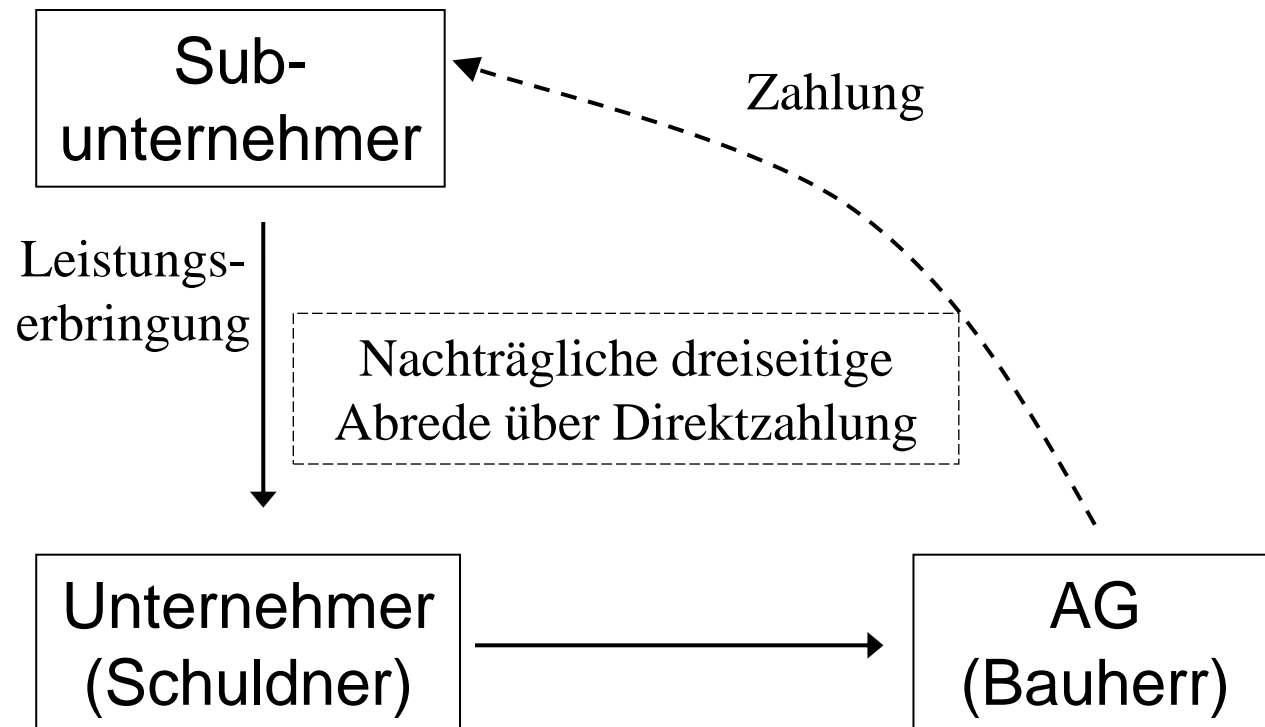 Sub-
unternehmer
Zahlung
Leistungs-
erbringung
Nachträgliche dreiseitige
Abrede über Direktzahlung
Unternehmer
(Schuldner)
AG
(Bauherr)